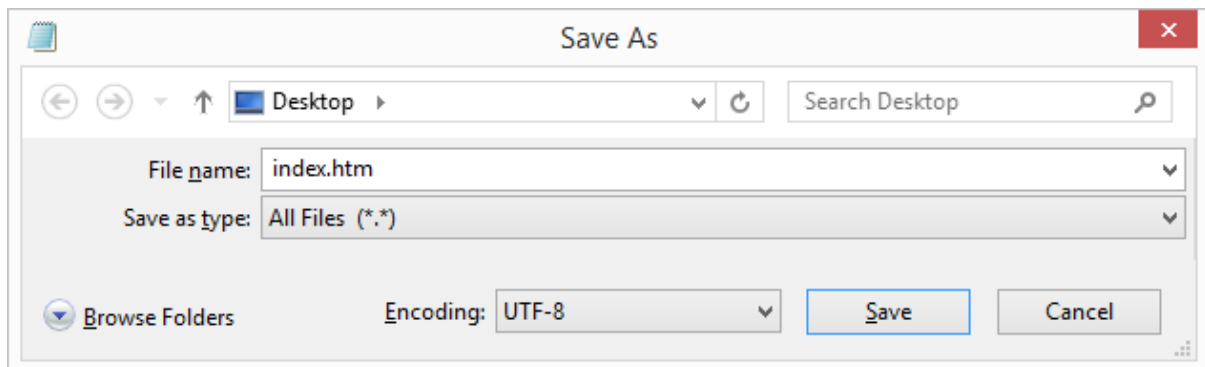 Save As
Desktop
Search Desktop
File name: index.htm
Save as type: All Files (*.*)
Browse Folders Encoding: UTF-8 Save Cancel